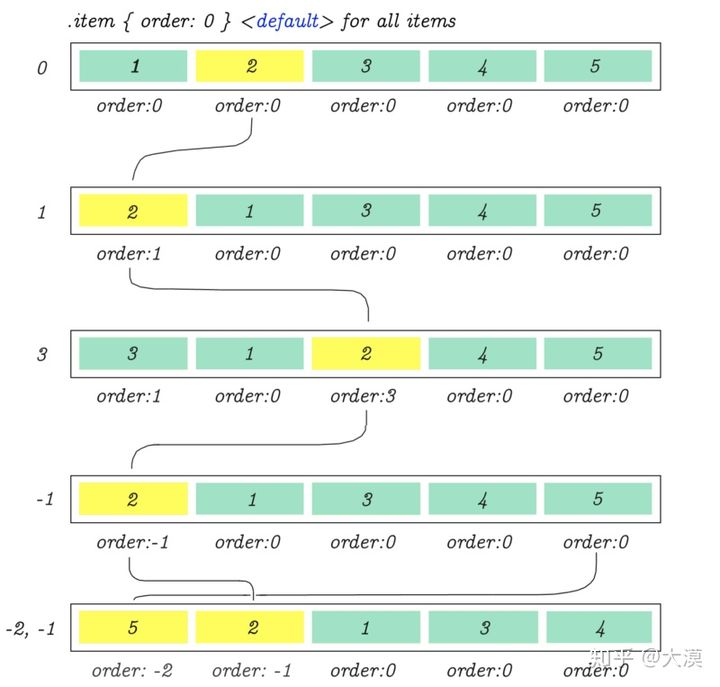 .item { order: 0 } <default> for all items
0 1 2 3 4 5
order:0 order:0 order:0 order:0 order:0
1 2 1 3 4 5
order:1 order:0 order:0 order:0 order:0
3 3 1 2 4 5
order:1 order:0 order:3 order:0 order:0
-1 2 1 3 4 5
order:-1 order:0 order:0 order:0 order:0
-2, -1 5 2 1 3 4
order: -2 order: -1 order:0 order:0 order:0
知乎 @大漠